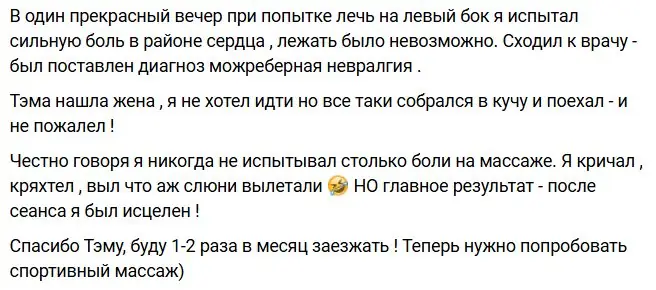 В один прекрасный вечер при попытке лечь на левый бок я испытал
сильную боль в районе сердца , лежать было невозможно. Сходил к врачу -
был поставлен диагноз можреберная невралгия .
Тэма нашла жена , я не хотел идти но все таки собрался в кучу и поехал - и
не пожалел !
Честно говоря я никогда не испытывал столько боли на массаже. Я кричал ,
кряхтел , выл что аж слюни вылетали 🤣 НО главное результат - после
сеанса я был исцелен !
Спасибо Тэму, буду 1-2 раза в месяц заезжать ! Теперь нужно попробовать
спортивный массаж)